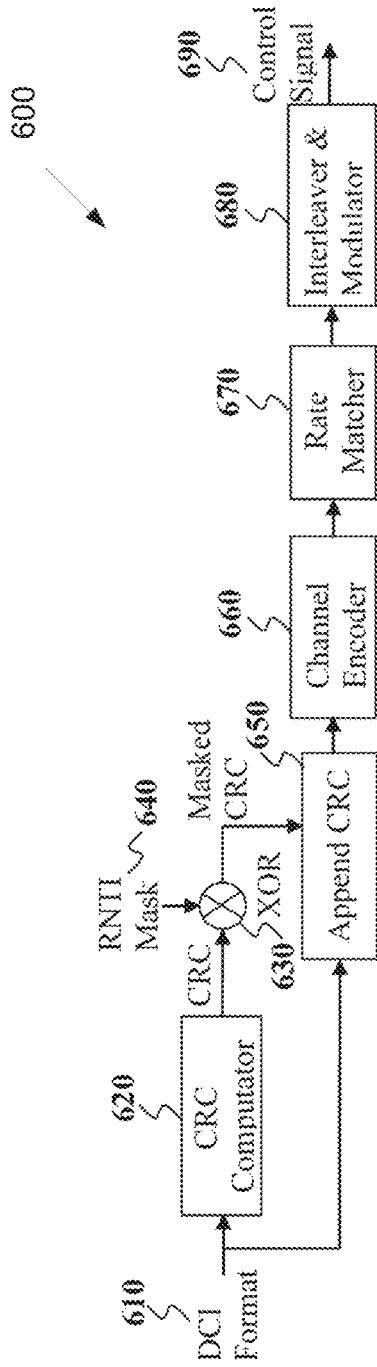 600
610
DCI
Format
620
CRC
Computator
CRC
RNTI
Mask
640
XOR
630
Masked
CRC
650
Append CRC
660
Channel
Encoder
670
Rate
Matcher
680
Interleaver &
Modulator
690
Control
Signal